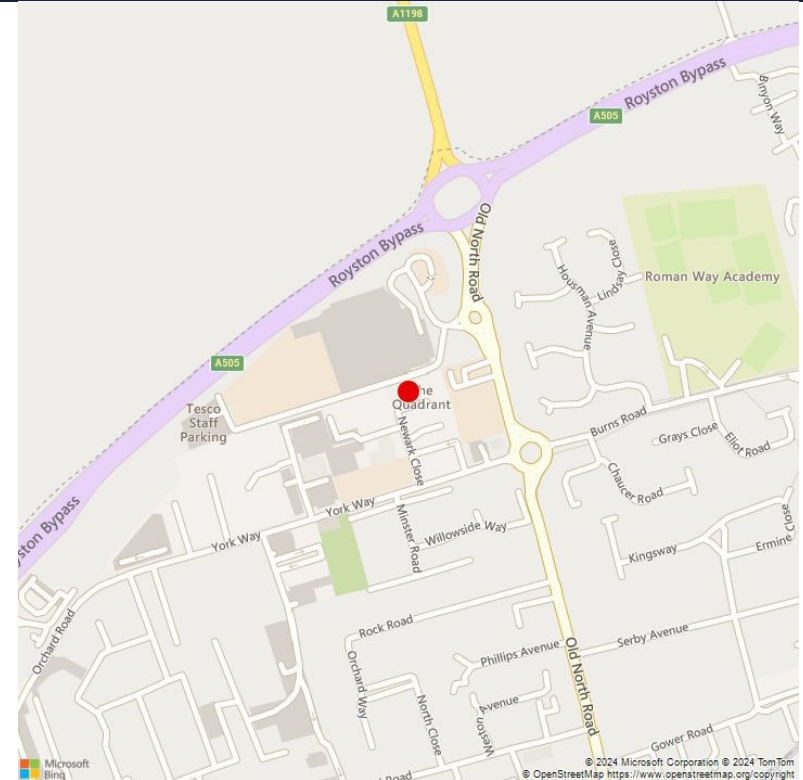 A1198
Royston Bypass
A505
Binyon Way
Old North Road
Royston Bypass
Housman Avenue
Lindsay Close
Roman Way Academy
A505
he
Quadrant
Tesco
Staff
Parking
Newark Close
Burns Road
Grays Close
Eliot Road
Chaucer Road
York Way
Minster Road
Willowside Way
York Way
yston Bypass
Kingsway
Ermine
Close
Orchard Road
Rock Road
Orchard Way
Phillips Avenue
Serby Avenue
Old North Road
North Close
Weston
Avenue
Gower Road
Road
Microsoft
Bing
© 2024 Microsoft Corporation © 2024 TomTom
© OpenStreetMap https://www.openstreetmap.org/copyright